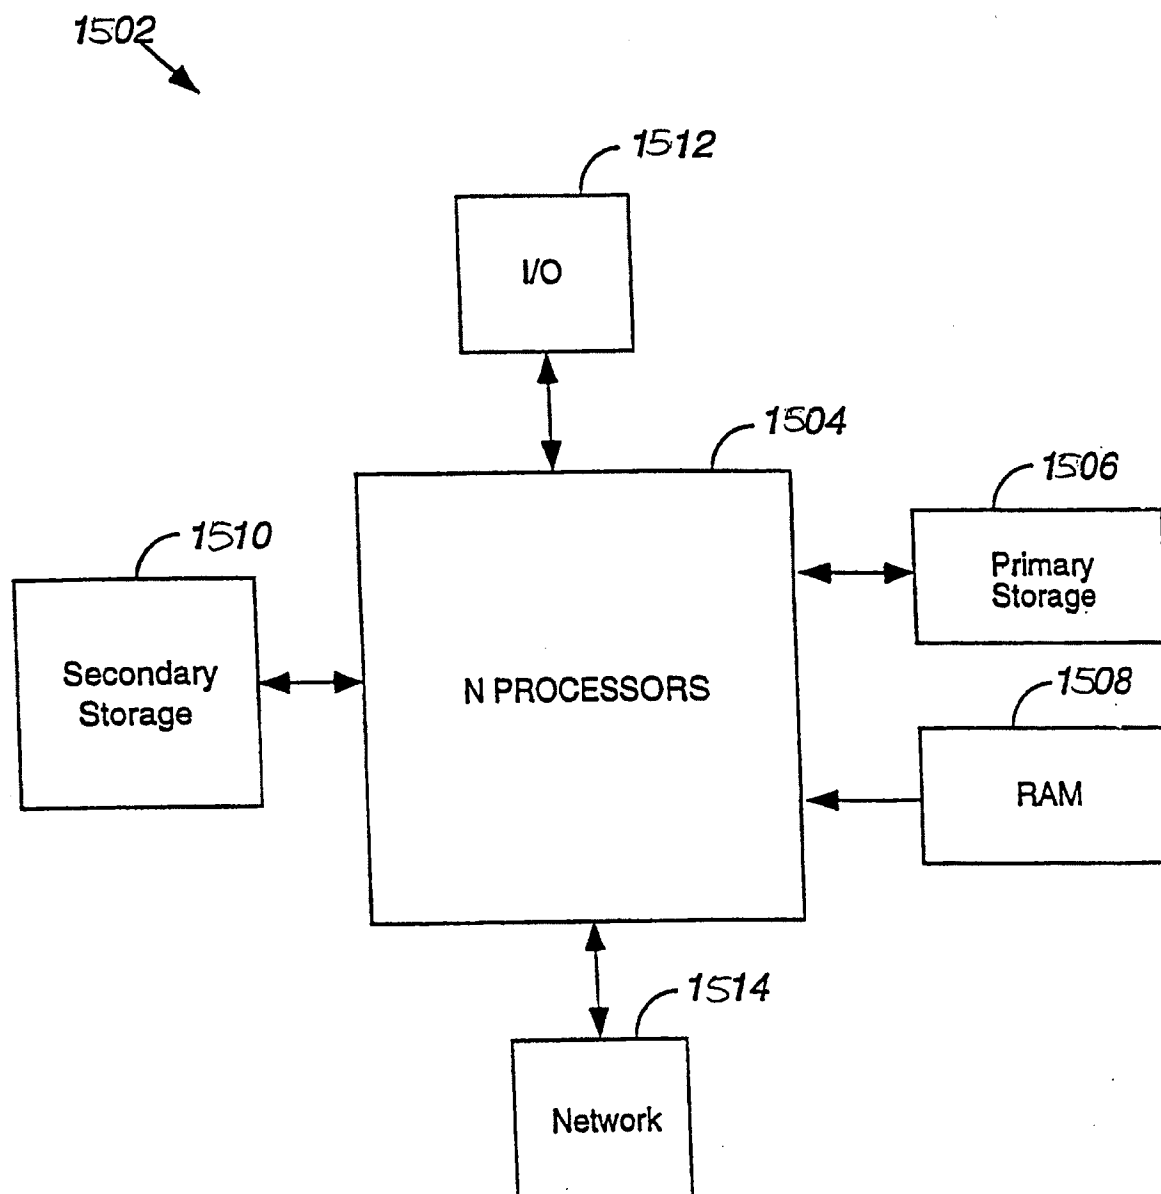 1502
1512
I/O
1504
1506
Primary
Storage
1510
Secondary
Storage
N PROCESSORS
1508
RAM
1514
Network